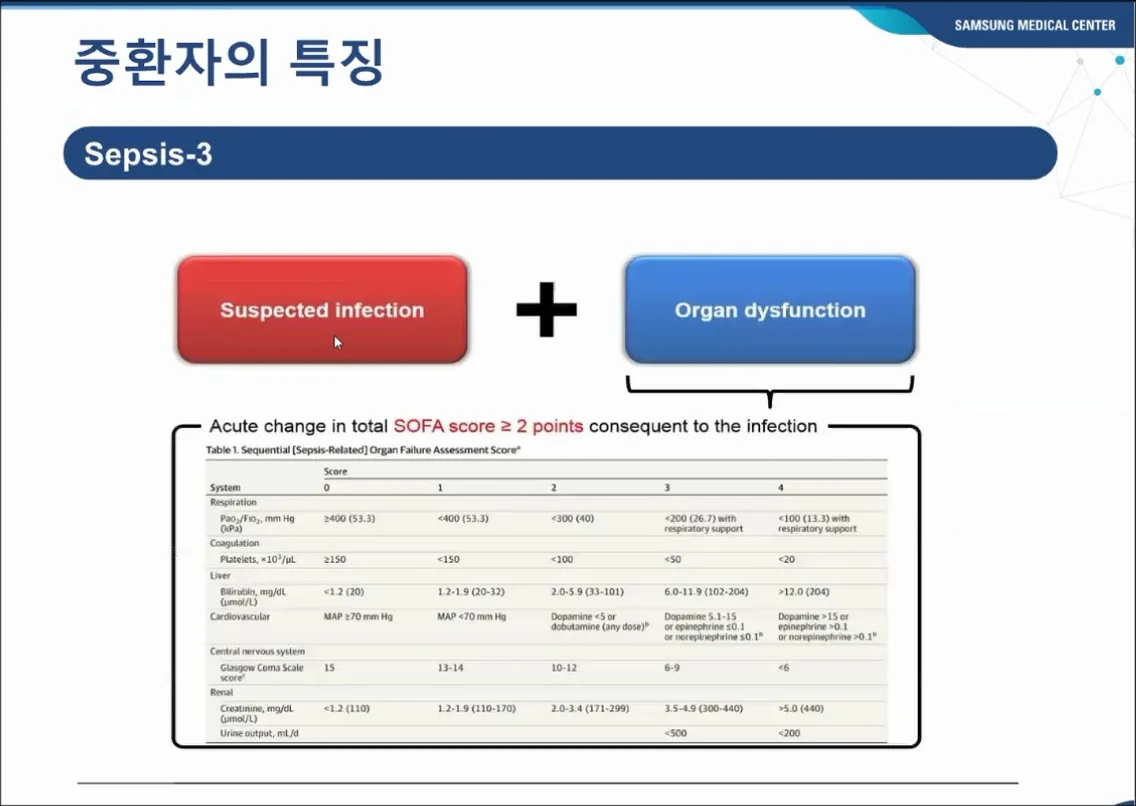 SAMSUNG MEDICAL CENTER
중환자의 특징
Sepsis-3
Suspected infection
+
Organ dysfunction
Acute change in total SOFA score ≥ 2 points consequent to the infection
Table 1. Sequential [Sepsis-Related] Organ Failure Assessment Scoreᵃ
Score
System 0 1 2 3 4
Respiration
Pao₂/Fio₂, mm Hg ≥400 (53.3) <400 (53.3) <300 (40) <200 (26.7) with <100 (13.3) with
(kPa) respiratory support respiratory support
Coagulation
Platelets, ×10³/μL ≥150 <150 <100 <50 <20
Liver
Bilirubin, mg/dL <1.2 (20) 1.2-1.9 (20-32) 2.0-5.9 (33-101) 6.0-11.9 (102-204) >12.0 (204)
(μmol/L)
Cardiovascular MAP ≥70 mm Hg MAP <70 mm Hg Dopamine <5 or Dopamine 5.1-15 Dopamine >15 or
dobutamine (any dose)ᵇ or epinephrine ≤0.1 epinephrine >0.1
or norepinephrine ≤0.1ᵇ or norepinephrine >0.1ᵇ
Central nervous system
Glasgow Coma Scale 15 13-14 10-12 6-9 <6
scoreᶜ
Renal
Creatinine, mg/dL <1.2 (110) 1.2-1.9 (110-170) 2.0-3.4 (171-299) 3.5-4.9 (300-440) >5.0 (440)
(μmol/L)
Urine output, mL/d <500 <200